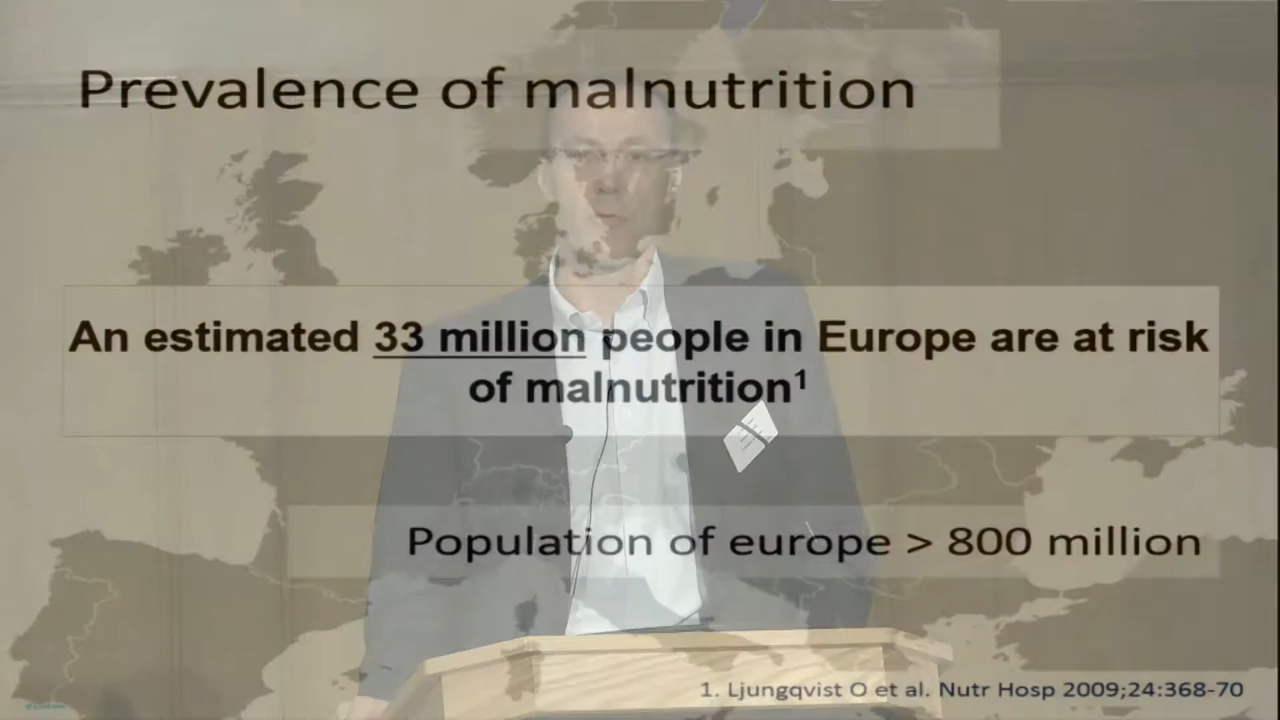 Prevalence of malnutrition
An estimated 33 million people in Europe are at risk
of malnutrition¹
Population of europe > 800 million
1. Ljungqvist O et al. Nutr Hosp 2009;24:368-70